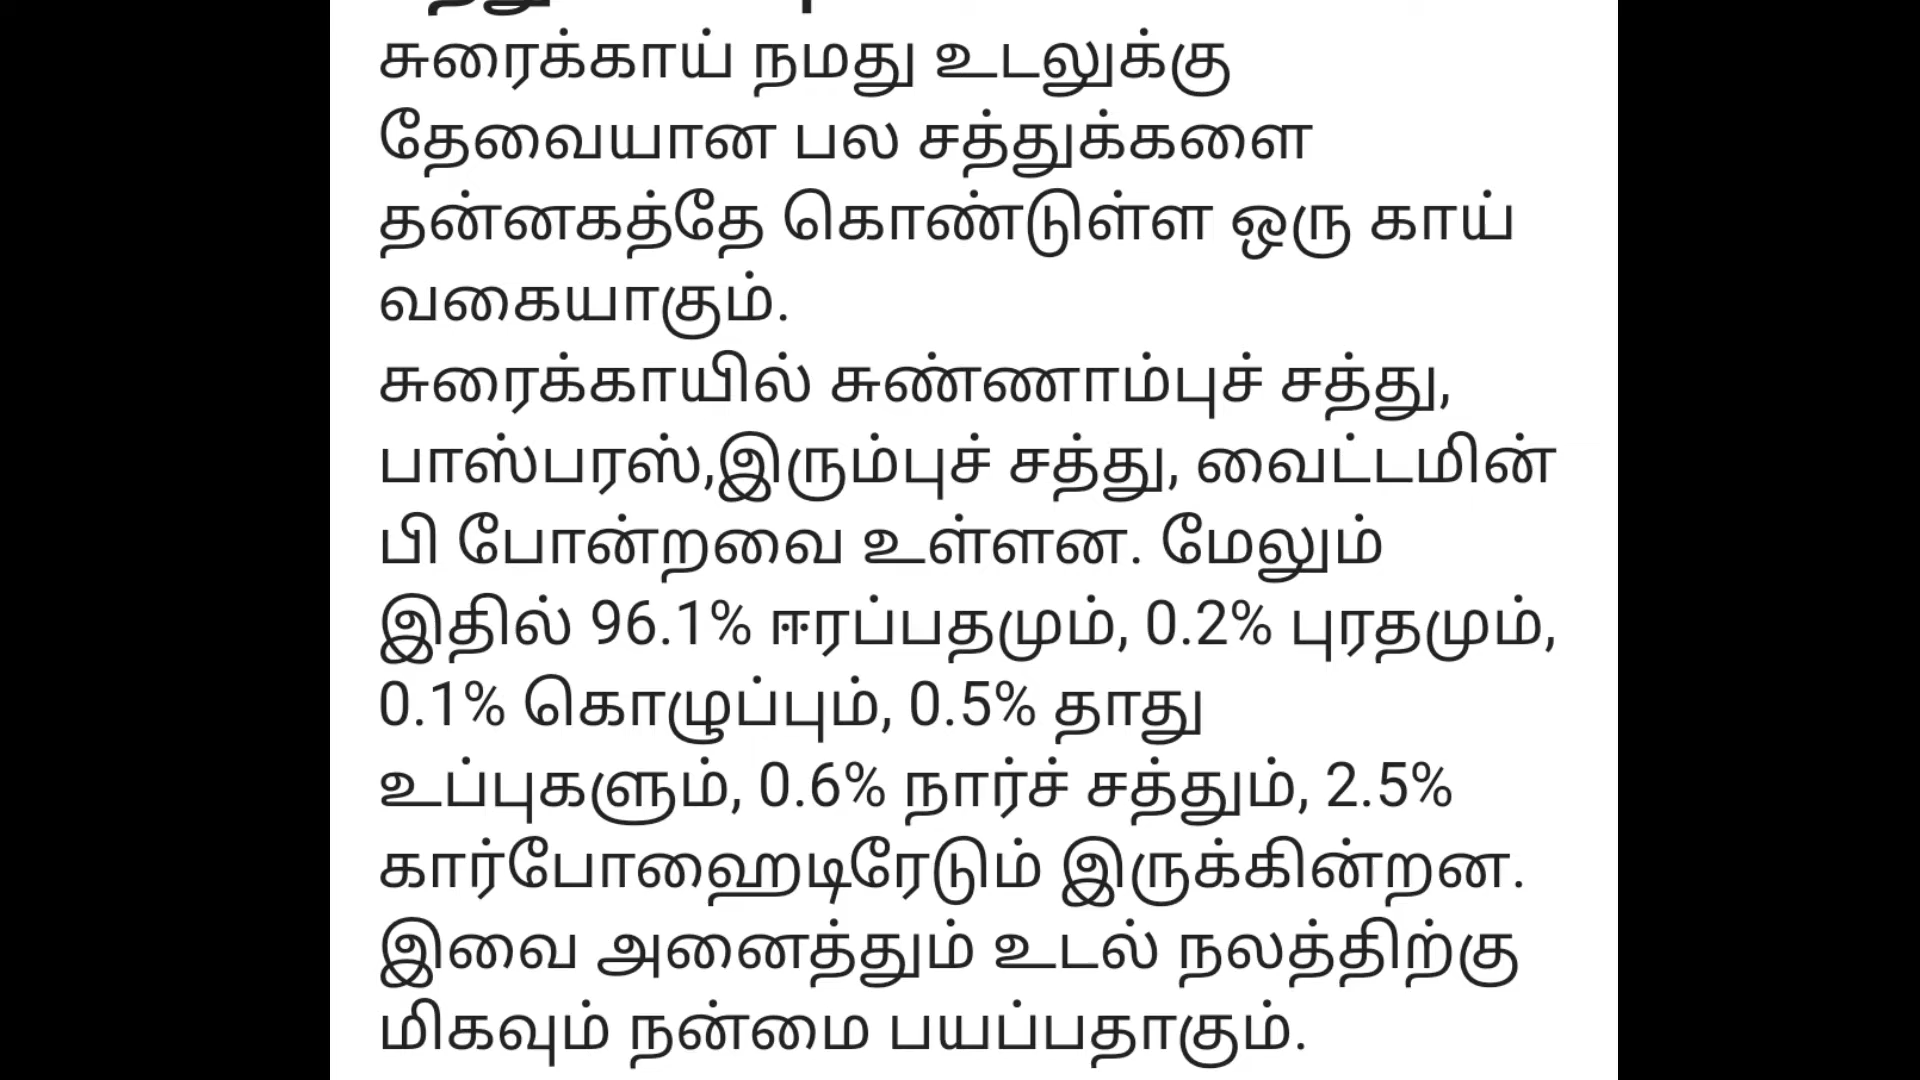 சுரைக்காய் நமது உடலுக்கு
தேவையான பல சத்துக்களை
தன்னகத்தே கொண்டுள்ள ஒரு காய்
வகையாகும்.
சுரைக்காயில் சுண்ணாம்புச் சத்து,
பாஸ்பரஸ்,இரும்புச் சத்து, வைட்டமின்
பி போன்றவை உள்ளன. மேலும்
இதில் 96.1% ஈரப்பதமும், 0.2% புரதமும்,
0.1% கொழுப்பும், 0.5% தாது
உப்புகளும், 0.6% நார்ச் சத்தும், 2.5%
கார்போஹைடிரேடும் இருக்கின்றன.
இவை அனைத்தும் உடல் நலத்திற்கு
மிகவும் நன்மை பயப்பதாகும்.